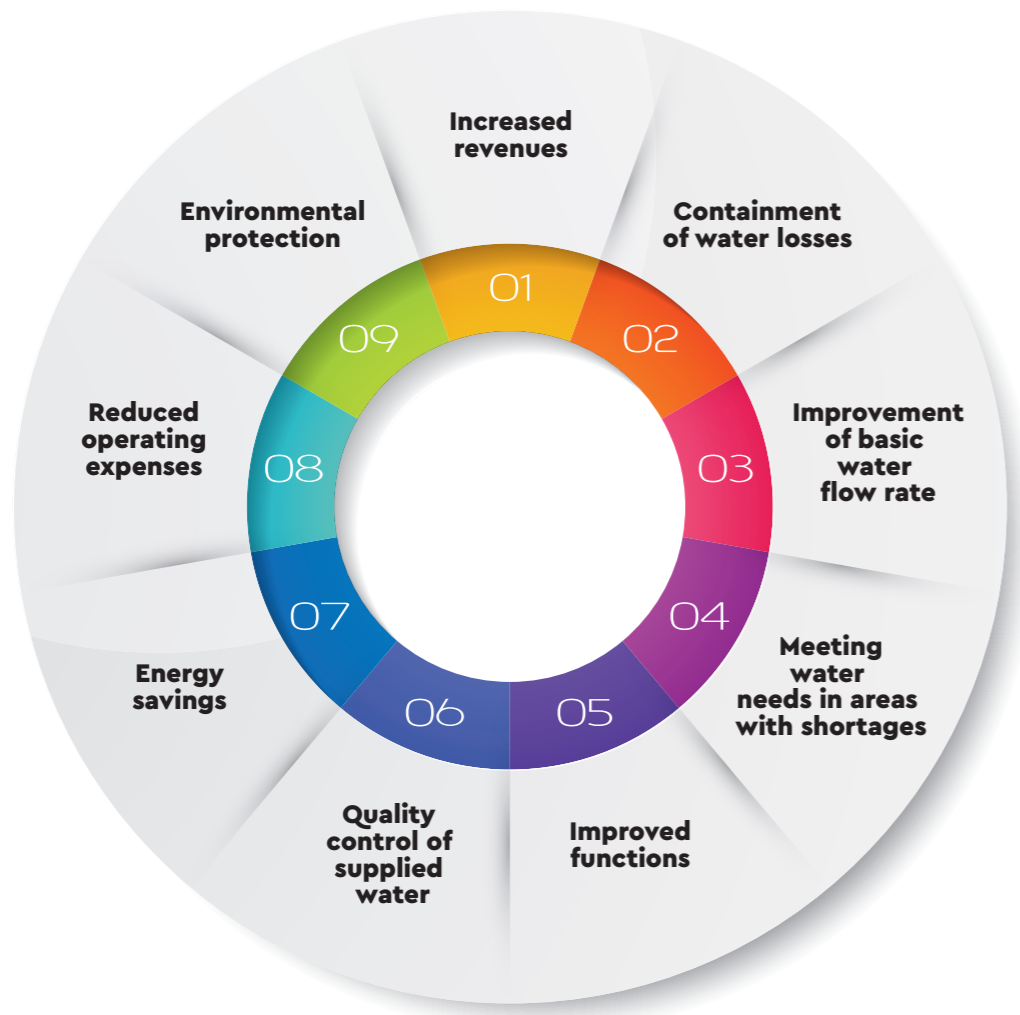 01
Increased
revenues
02
Containment
of water losses
03
Improvement
of basic
water
flow rate
04
Meeting
water
needs in areas
with shortages
05
Improved
functions
06
Quality
control of
supplied
water
07
Energy
savings
08
Reduced
operating
expenses
09
Environmental
protection